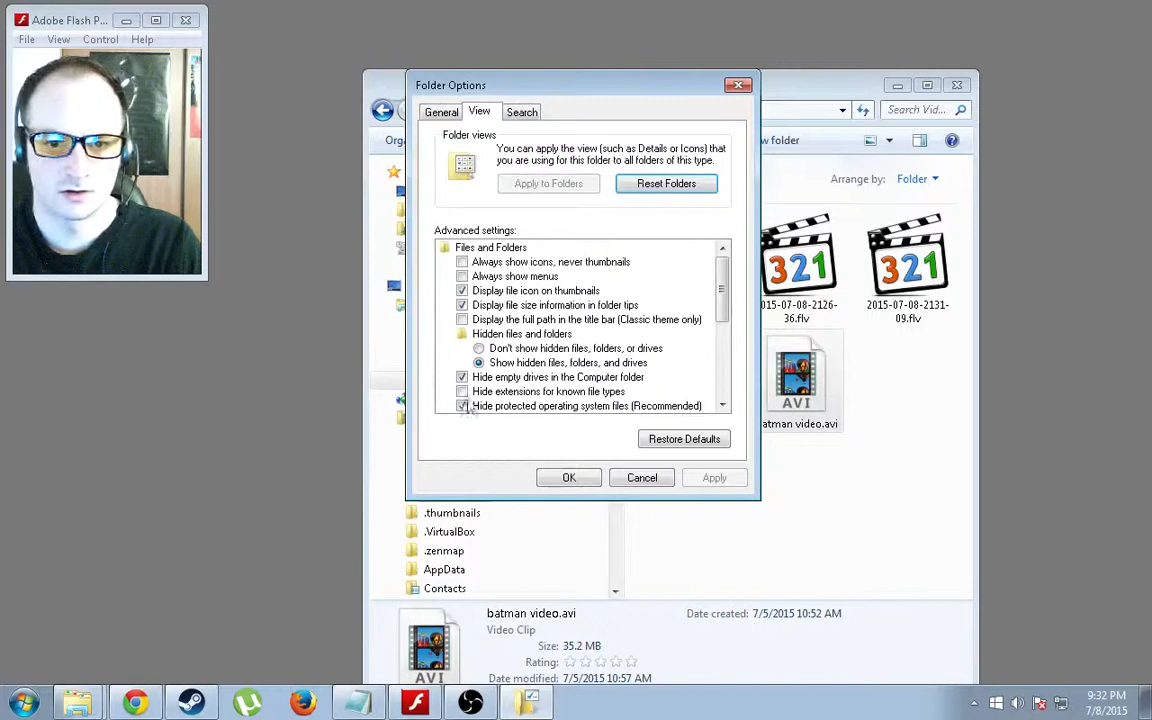 Adobe Flash P...
File View Control Help
Folder Options
General View Search
Folder views
You can apply the view (such as Details or Icons) that
you are using for this folder to all folders of this type.
Apply to Folders Reset Folders
Advanced settings:
Files and Folders
Always show icons, never thumbnails
Always show menus
Display file icon on thumbnails
Display file size information in folder tips
Display the full path in the title bar (Classic theme only)
Hidden files and folders
Don't show hidden files, folders, or drives
Show hidden files, folders, and drives
Hide empty drives in the Computer folder
Hide extensions for known file types
Hide protected operating system files (Recommended)
Restore Defaults
OK Cancel Apply
Search Vid...
Orga
w folder
Arrange by: Folder
321 321
015-07-08-2126-
36.flv
2015-07-08-2131-
09.flv
AVI
batman video.avi
.thumbnails
.VirtualBox
.zenmap
AppData
Contacts
AVI
batman video.avi Date created: 7/5/2015 10:52 AM
Video Clip
Size: 35.2 MB
Rating:
Date modified: 7/5/2015 10:57 AM
9:32 PM
7/8/2015